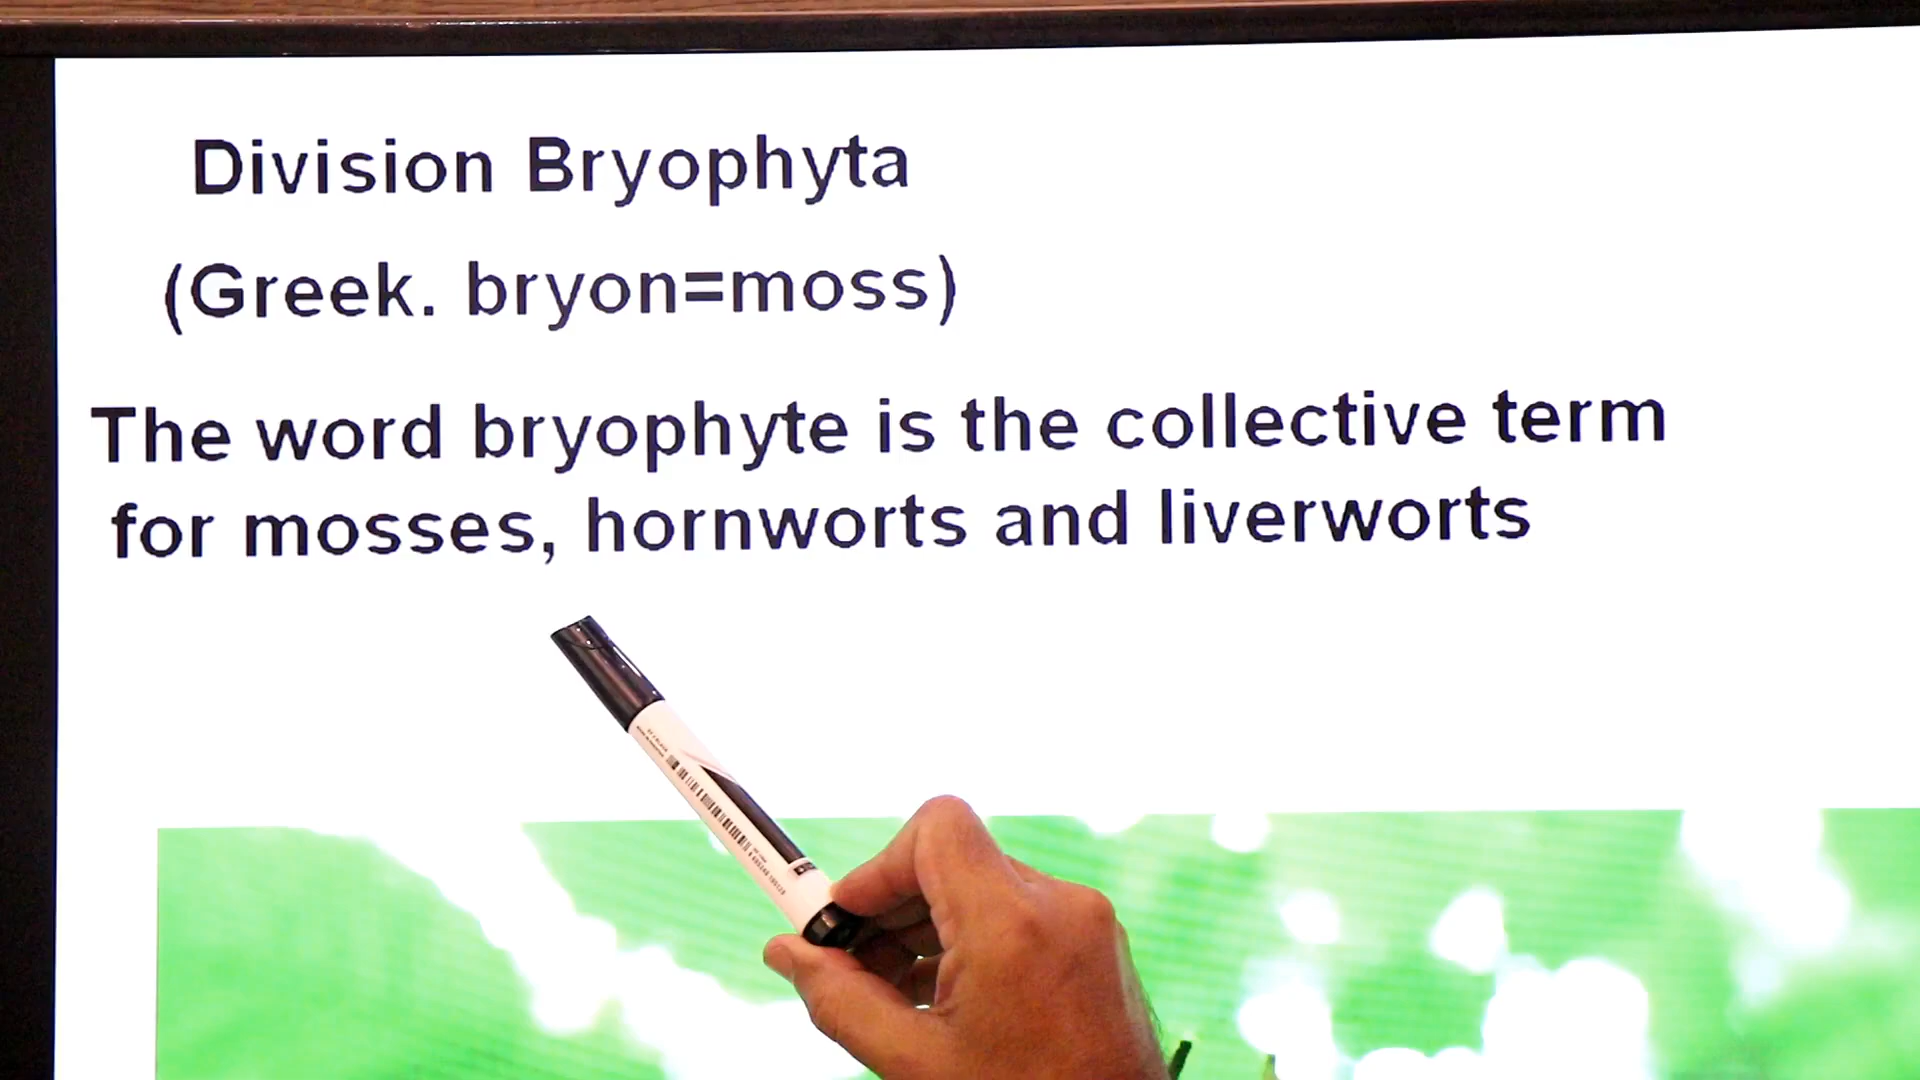 Division Bryophyta
(Greek. bryon=moss)
The word bryophyte is the collective term
for mosses, hornworts and liverworts